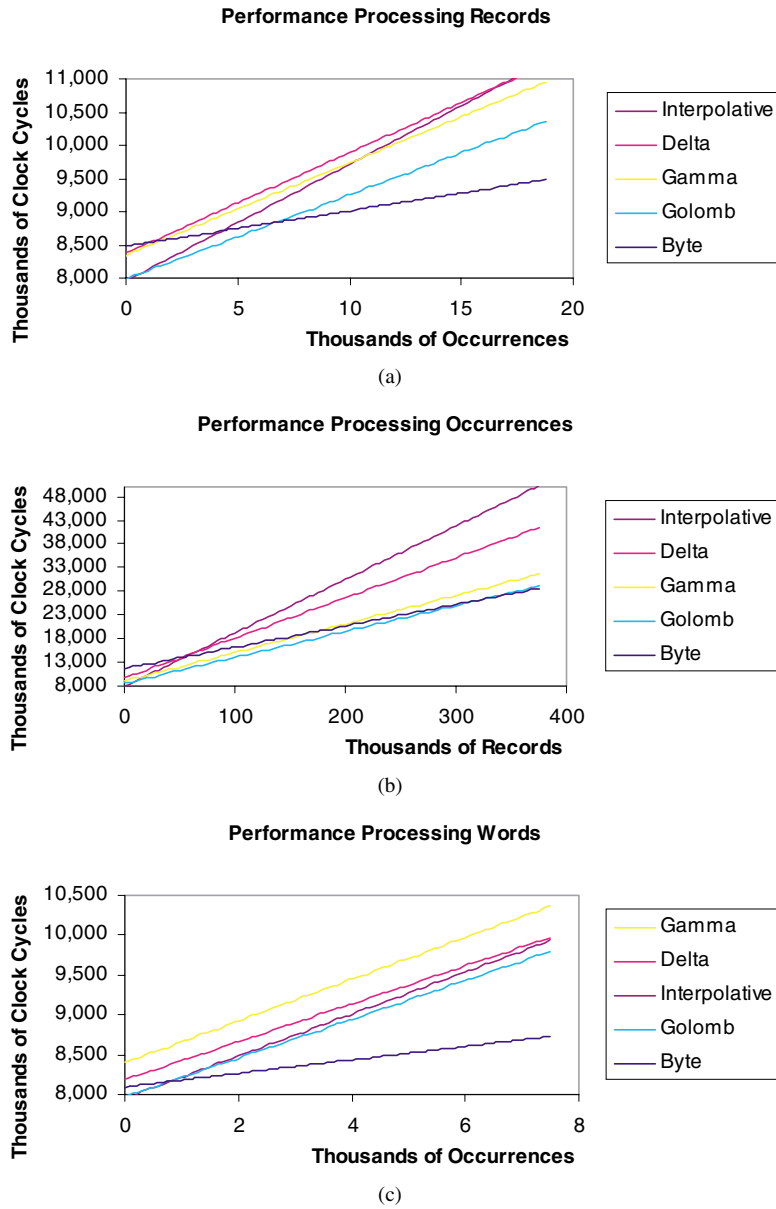 Performance Processing Records
Thousands of Clock Cycles
11,000
10,500
10,000
9,500
9,000
8,500
8,000
0 5 10 15 20
Thousands of Occurrences
Interpolative
Delta
Gamma
Golomb
Byte
(a)
Performance Processing Occurrences
Thousands of Clock Cycles
48,000
43,000
38,000
33,000
28,000
23,000
18,000
13,000
8,000
0 100 200 300 400
Thousands of Records
Interpolative
Delta
Gamma
Golomb
Byte
(b)
Performance Processing Words
Thousands of Clock Cycles
10,500
10,000
9,500
9,000
8,500
8,000
0 2 4 6 8
Thousands of Occurrences
Gamma
Delta
Interpolative
Golomb
Byte
(c)